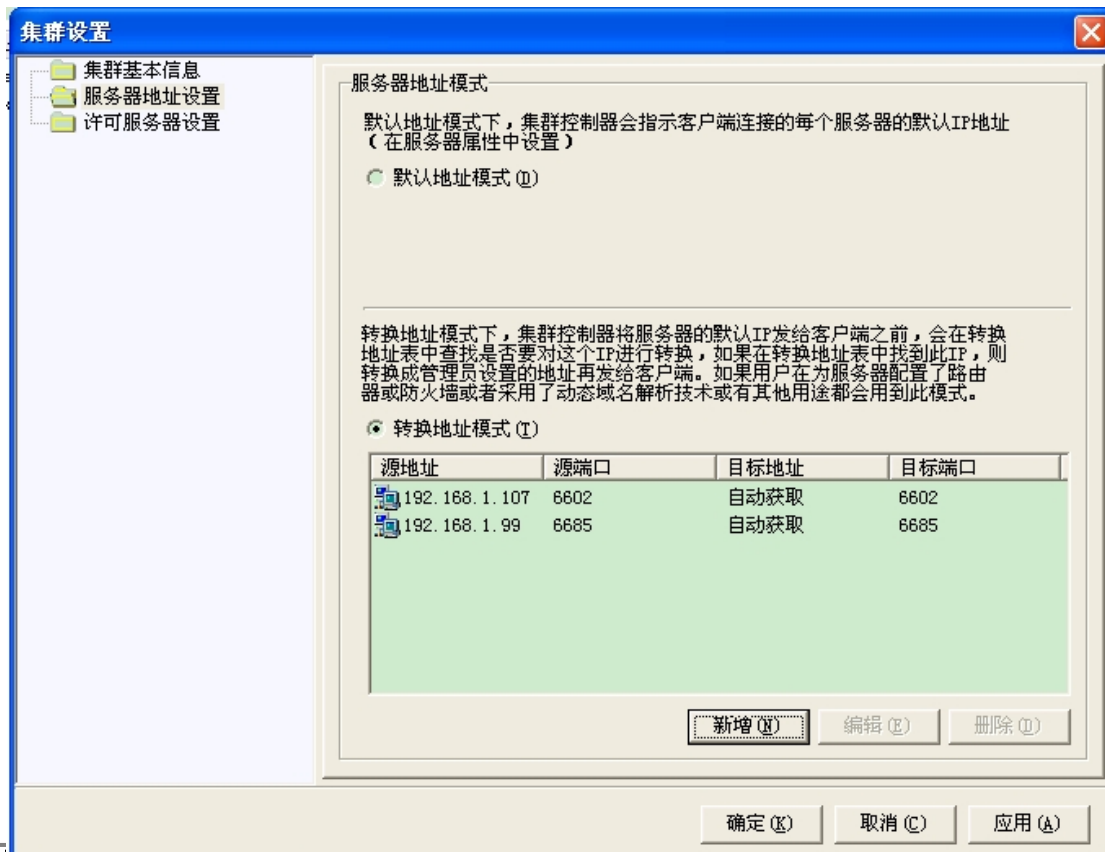 集群设置
集群基本信息
服务器地址设置
许可服务器设置
服务器地址模式
默认地址模式下，集群控制器会指示客户端连接的每个服务器的默认IP地址
（在服务器属性中设置）
默认地址模式(D)
转换地址模式下，集群控制器将服务器的默认IP发给客户端之前，会在转换
地址表中查找是否要对这个IP进行转换，如果在转换地址表中找到此IP，则
转换成管理员设置的地址再发给客户端。如果用户在为服务器配置了路由
器或防火墙或者采用了动态域名解析技术或有其他用途都会用到此模式。
转换地址模式(T)
源地址 源端口 目标地址 目标端口
192.168.1.107 6602 自动获取 6602
192.168.1.99 6685 自动获取 6685
新增(N) 编辑(E) 删除(D)
确定(K) 取消(C) 应用(A)